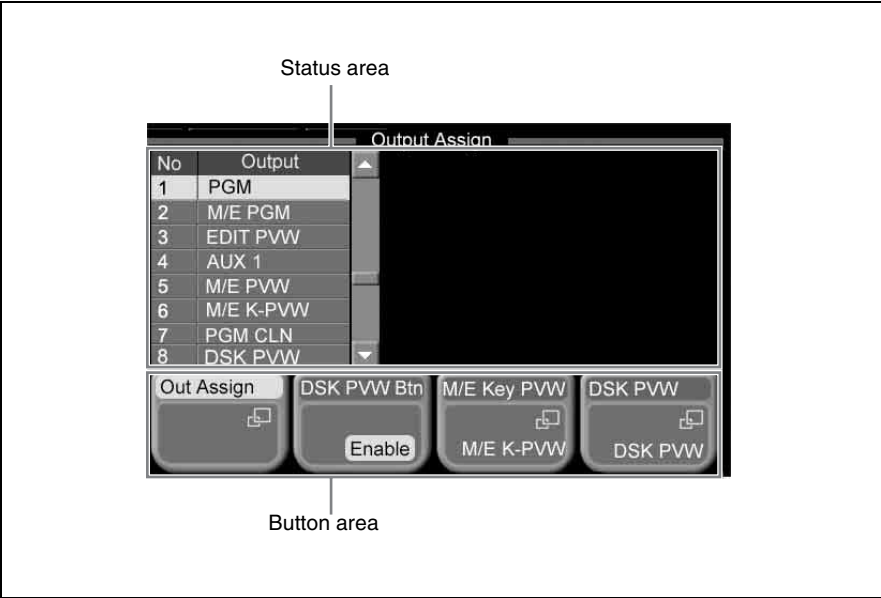 Status area
Output Assign
No Output
1 PGM
2 M/E PGM
3 EDIT PVW
4 AUX 1
5 M/E PVW
6 M/E K-PVW
7 PGM CLN
8 DSK PVW
Out Assign DSK PVW Btn M/E Key PVW DSK PVW
Enable M/E K-PVW DSK PVW
Button area